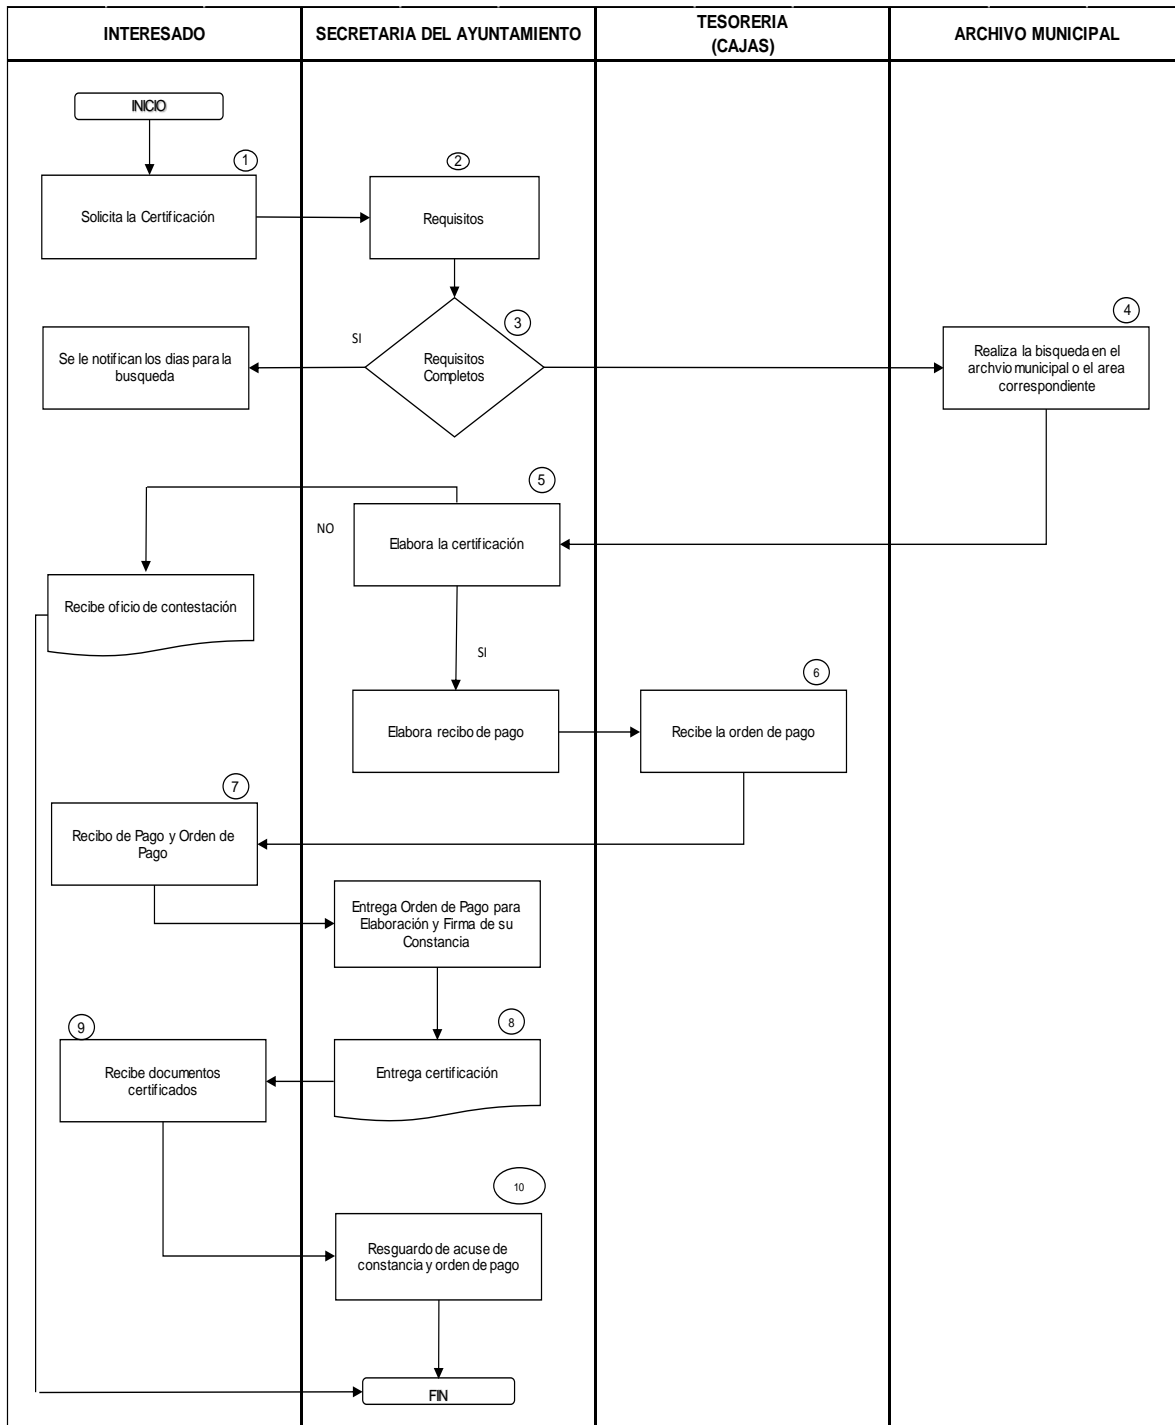 INTERESADO
SECRETARIA DEL AYUNTAMIENTO
TESORERIA
(CAJAS)
ARCHIVO MUNICIPAL
INICIO
1
Solicita la Certificación
2
Requisitos
3
SI
Requisitos
Completos
Se le notifican los dias para la
busqueda
4
Realiza la bisqueda en el
archvio municipal o el area
correspondiente
5
NO
Elabora la certificación
Recibe oficio de contestación
SI
Elabora recibo de pago
6
Recibe la orden de pago
7
Recibo de Pago y Orden de
Pago
Entrega Orden de Pago para
Elaboración y Firma de su
Constancia
8
Entrega certificación
9
Recibe documentos
certificados
10
Resguardo de acuse de
constancia y orden de pago
FIN